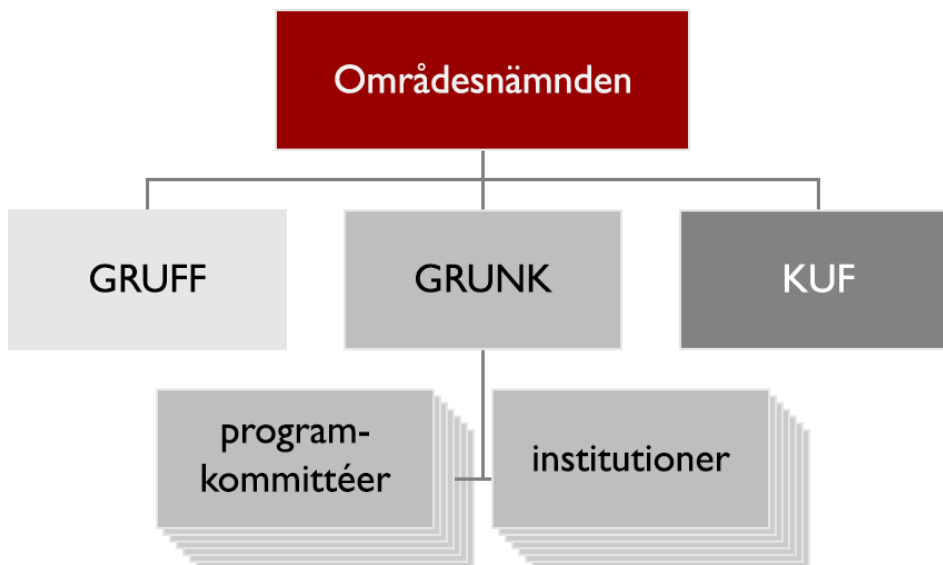 Områdesnämnden
GRUFF
GRUNK
KUF
program-
kommittéer
institutioner